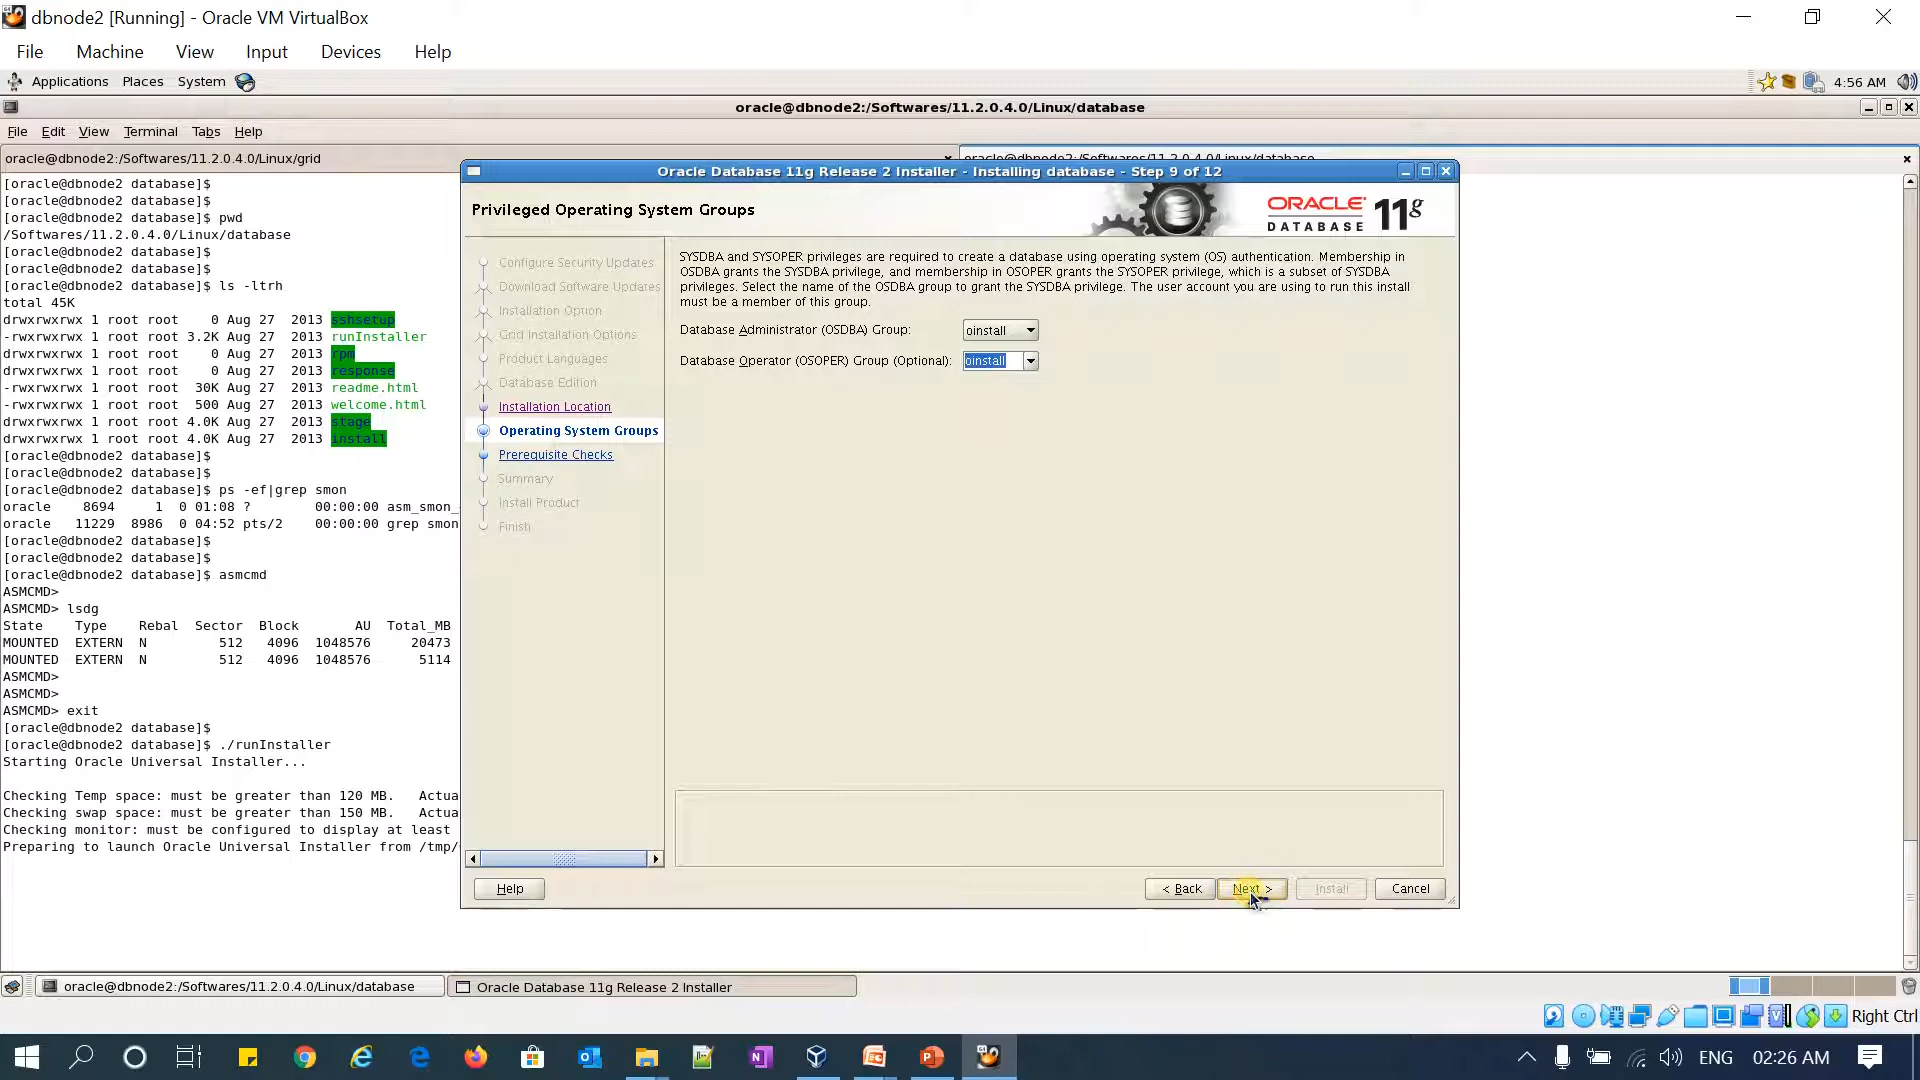 dbnode2 [Running] - Oracle VM VirtualBox
File Machine View Input Devices Help
Applications Places System 4:56 AM
oracle@dbnode2:/Softwares/11.2.0.4.0/Linux/database
File Edit View Terminal Tabs Help
oracle@dbnode2:/Softwares/11.2.0.4.0/Linux/grid
oracle@dbnode2:/Softwares/11.2.0.4.0/Linux/database
[oracle@dbnode2 database]$
[oracle@dbnode2 database]$
[oracle@dbnode2 database]$ pwd
/Softwares/11.2.0.4.0/Linux/database
[oracle@dbnode2 database]$
[oracle@dbnode2 database]$
[oracle@dbnode2 database]$ ls -ltrh
total 45K
drwxrwxrwx 1 root root 0 Aug 27 2013 sshsetup
-rwxrwxrwx 1 root root 3.2K Aug 27 2013 runInstaller
drwxrwxrwx 1 root root 0 Aug 27 2013 rpm
drwxrwxrwx 1 root root 0 Aug 27 2013 response
-rwxrwxrwx 1 root root 30K Aug 27 2013 readme.html
-rwxrwxrwx 1 root root 500 Aug 27 2013 welcome.html
drwxrwxrwx 1 root root 4.0K Aug 27 2013 stage
drwxrwxrwx 1 root root 4.0K Aug 27 2013 install
[oracle@dbnode2 database]$
[oracle@dbnode2 database]$
[oracle@dbnode2 database]$ ps -ef|grep smon
oracle 8694 1 0 01:08 ? 00:00:00 asm_smon_
oracle 11229 8986 0 04:52 pts/2 00:00:00 grep smon
[oracle@dbnode2 database]$
[oracle@dbnode2 database]$
[oracle@dbnode2 database]$ asmcmd
ASMCMD>
ASMCMD> lsdg
State Type Rebal Sector Block AU Total_MB
MOUNTED EXTERN N 512 4096 1048576 20473
MOUNTED EXTERN N 512 4096 1048576 5114
ASMCMD>
ASMCMD>
ASMCMD> exit
[oracle@dbnode2 database]$
[oracle@dbnode2 database]$ ./runInstaller
Starting Oracle Universal Installer...
Checking Temp space: must be greater than 120 MB. Actua
Checking swap space: must be greater than 150 MB. Actua
Checking monitor: must be configured to display at least
Preparing to launch Oracle Universal Installer from /tmp/
Oracle Database 11g Release 2 Installer - Installing database - Step 9 of 12
Privileged Operating System Groups
ORACLE DATABASE 11g
Configure Security Updates
Download Software Updates
Installation Option
Grid Installation Options
Product Languages
Database Edition
Installation Location
Operating System Groups
Prerequisite Checks
Summary
Install Product
Finish
SYSDBA and SYSOPER privileges are required to create a database using operating system (OS) authentication. Membership in
OSDBA grants the SYSDBA privilege, and membership in OSOPER grants the SYSOPER privilege, which is a subset of SYSDBA
privileges. Select the name of the OSDBA group to grant the SYSDBA privilege. The user account you are using to run this install
must be a member of this group.
Database Administrator (OSDBA) Group: oinstall
Database Operator (OSOPER) Group (Optional): oinstall
Help < Back Next > Install Cancel
oracle@dbnode2:/Softwares/11.2.0.4.0/Linux/database Oracle Database 11g Release 2 Installer
Right Ctrl
ENG 02:26 AM